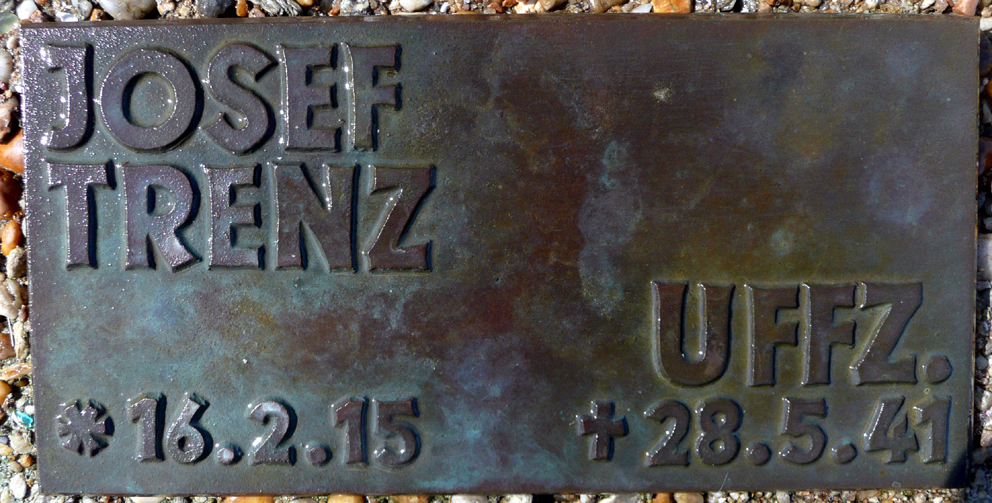 JOSEF
TRENZ
UFFZ.
* 16.2.15 † 28.5.41